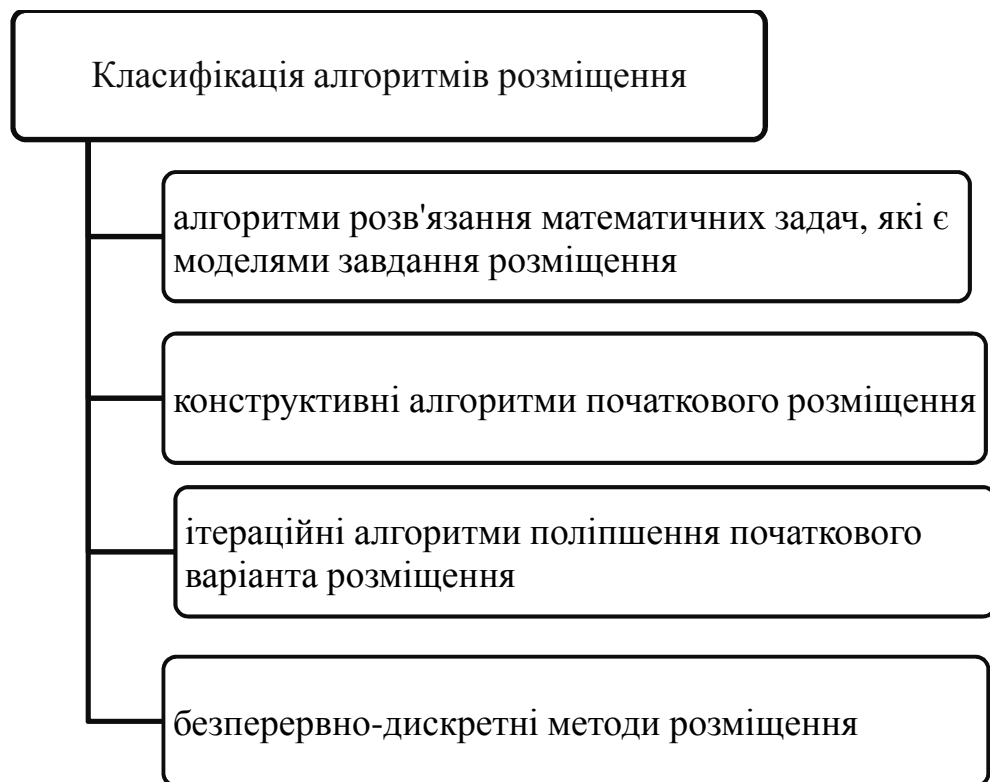 Класифікація алгоритмів розміщення
алгоритми розв'язання математичних задач, які є
моделями завдання розміщення
конструктивні алгоритми початкового розміщення
ітераційні алгоритми поліпшення початкового
варіанта розміщення
безперервно-дискретні методи розміщення